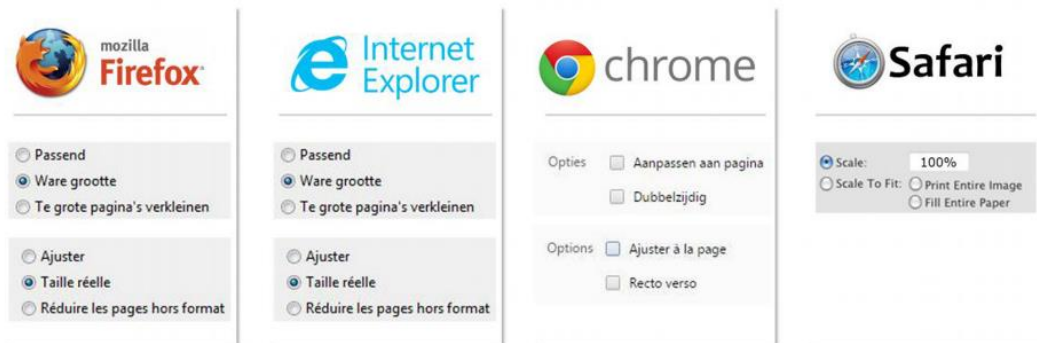 mozilla
Firefox
Passend
Ware grootte
Te grote pagina's verkleinen
Ajuster
Taille réelle
Réduire les pages hors format
Internet
Explorer
Passend
Ware grootte
Te grote pagina's verkleinen
Ajuster
Taille réelle
Réduire les pages hors format
chrome
Opties Aanpassen aan pagina
Dubbelzijdig
Options Ajuster à la page
Recto verso
Safari
Scale: 100%
Scale To Fit: Print Entire Image
Fill Entire Paper